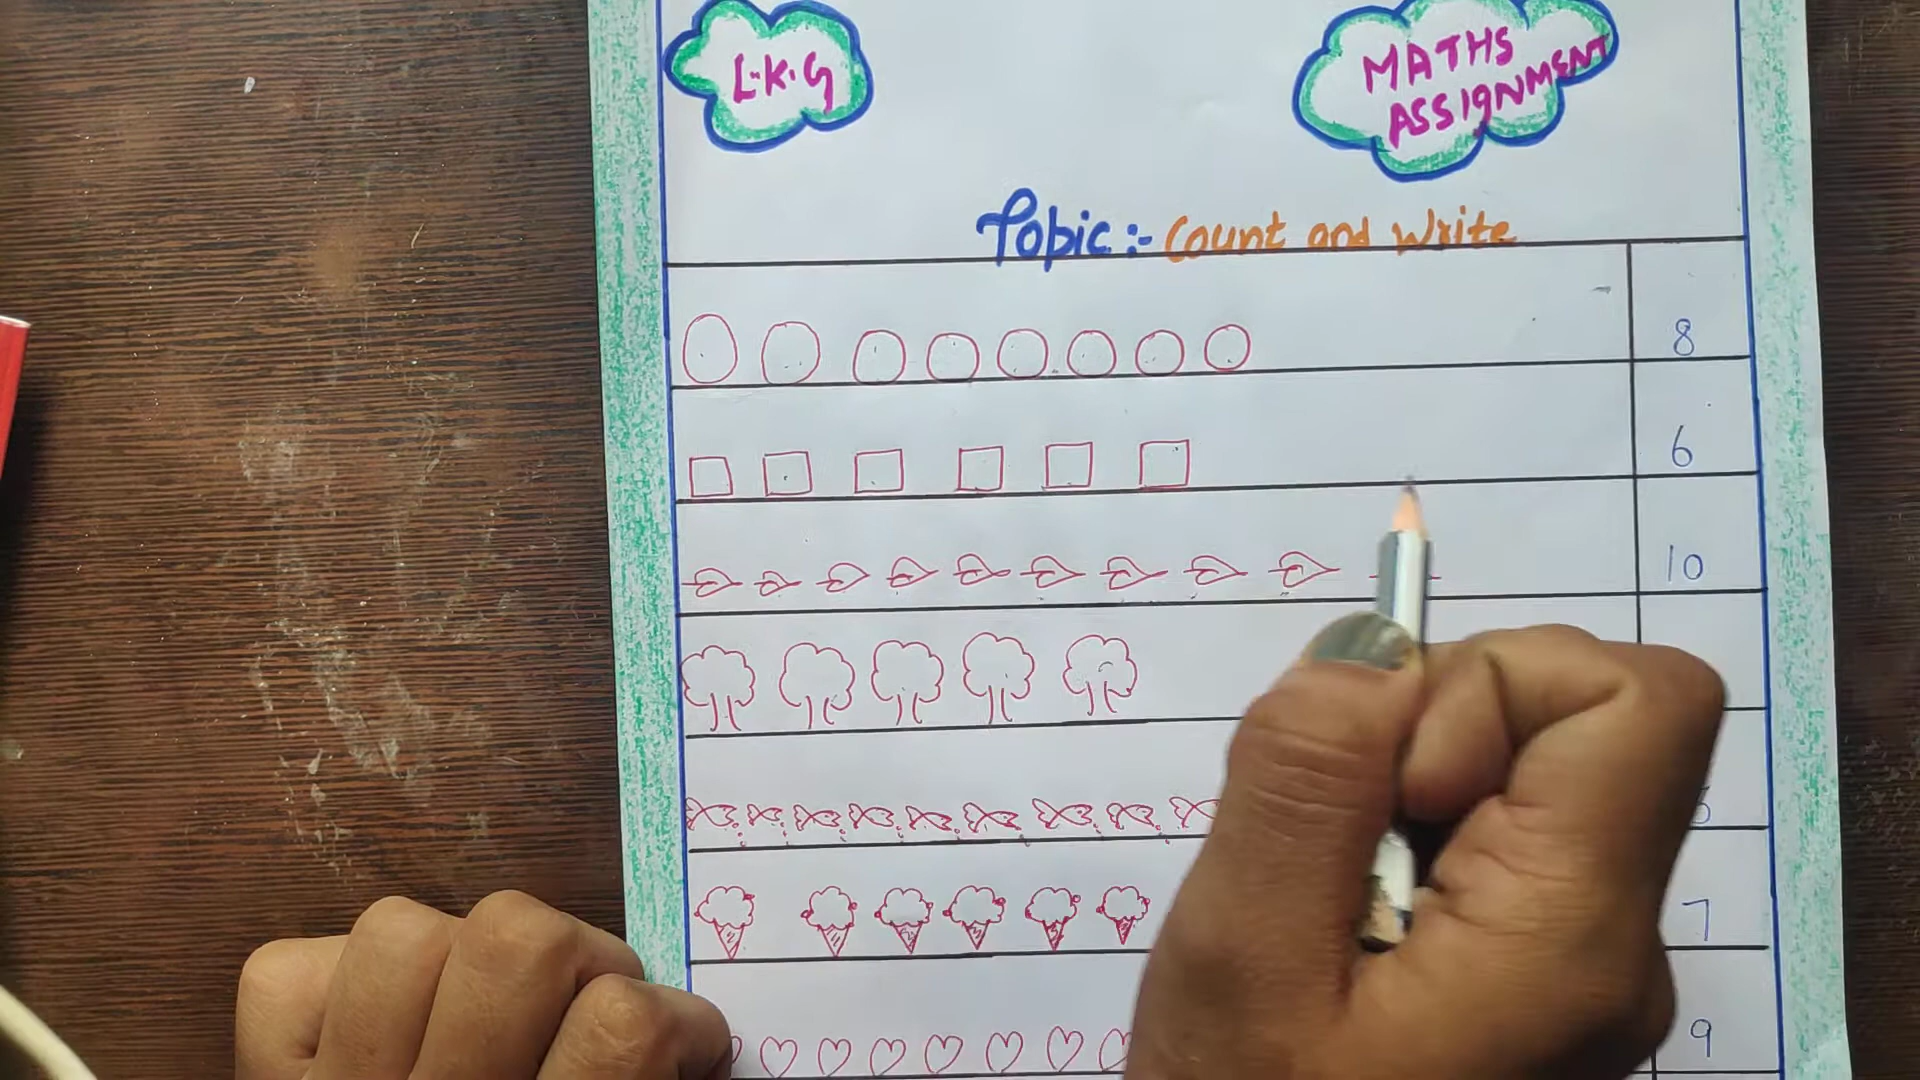 L.K.G
MATHS
ASSIGNMENT
Topic:- Count and Write
8
6
10
7
9